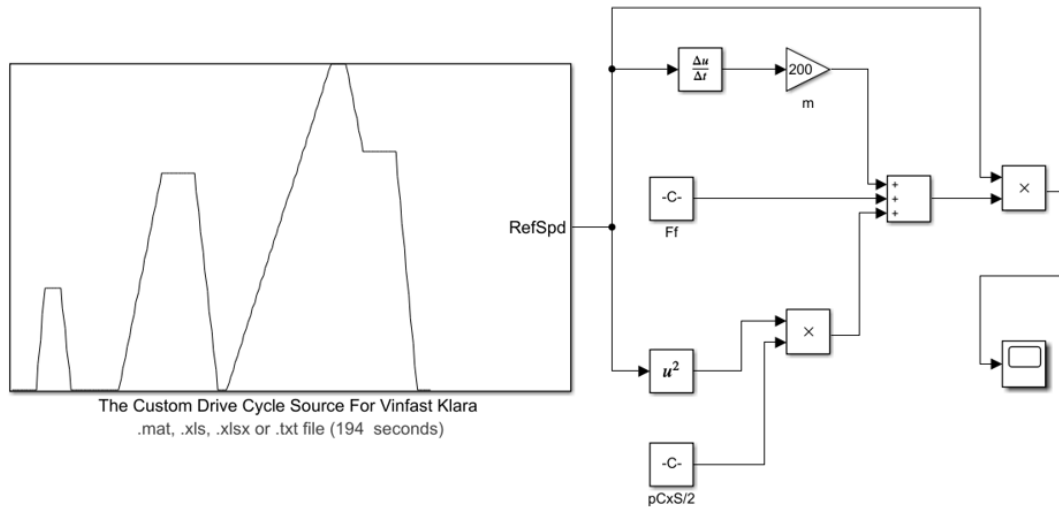 Δu
Δt
200
m
-C-
Ff
+
+
+
×
RefSpd
×
u²
-C-
pCxS/2
The Custom Drive Cycle Source For Vinfast Klara
.mat, .xls, .xlsx or .txt file (194 seconds)